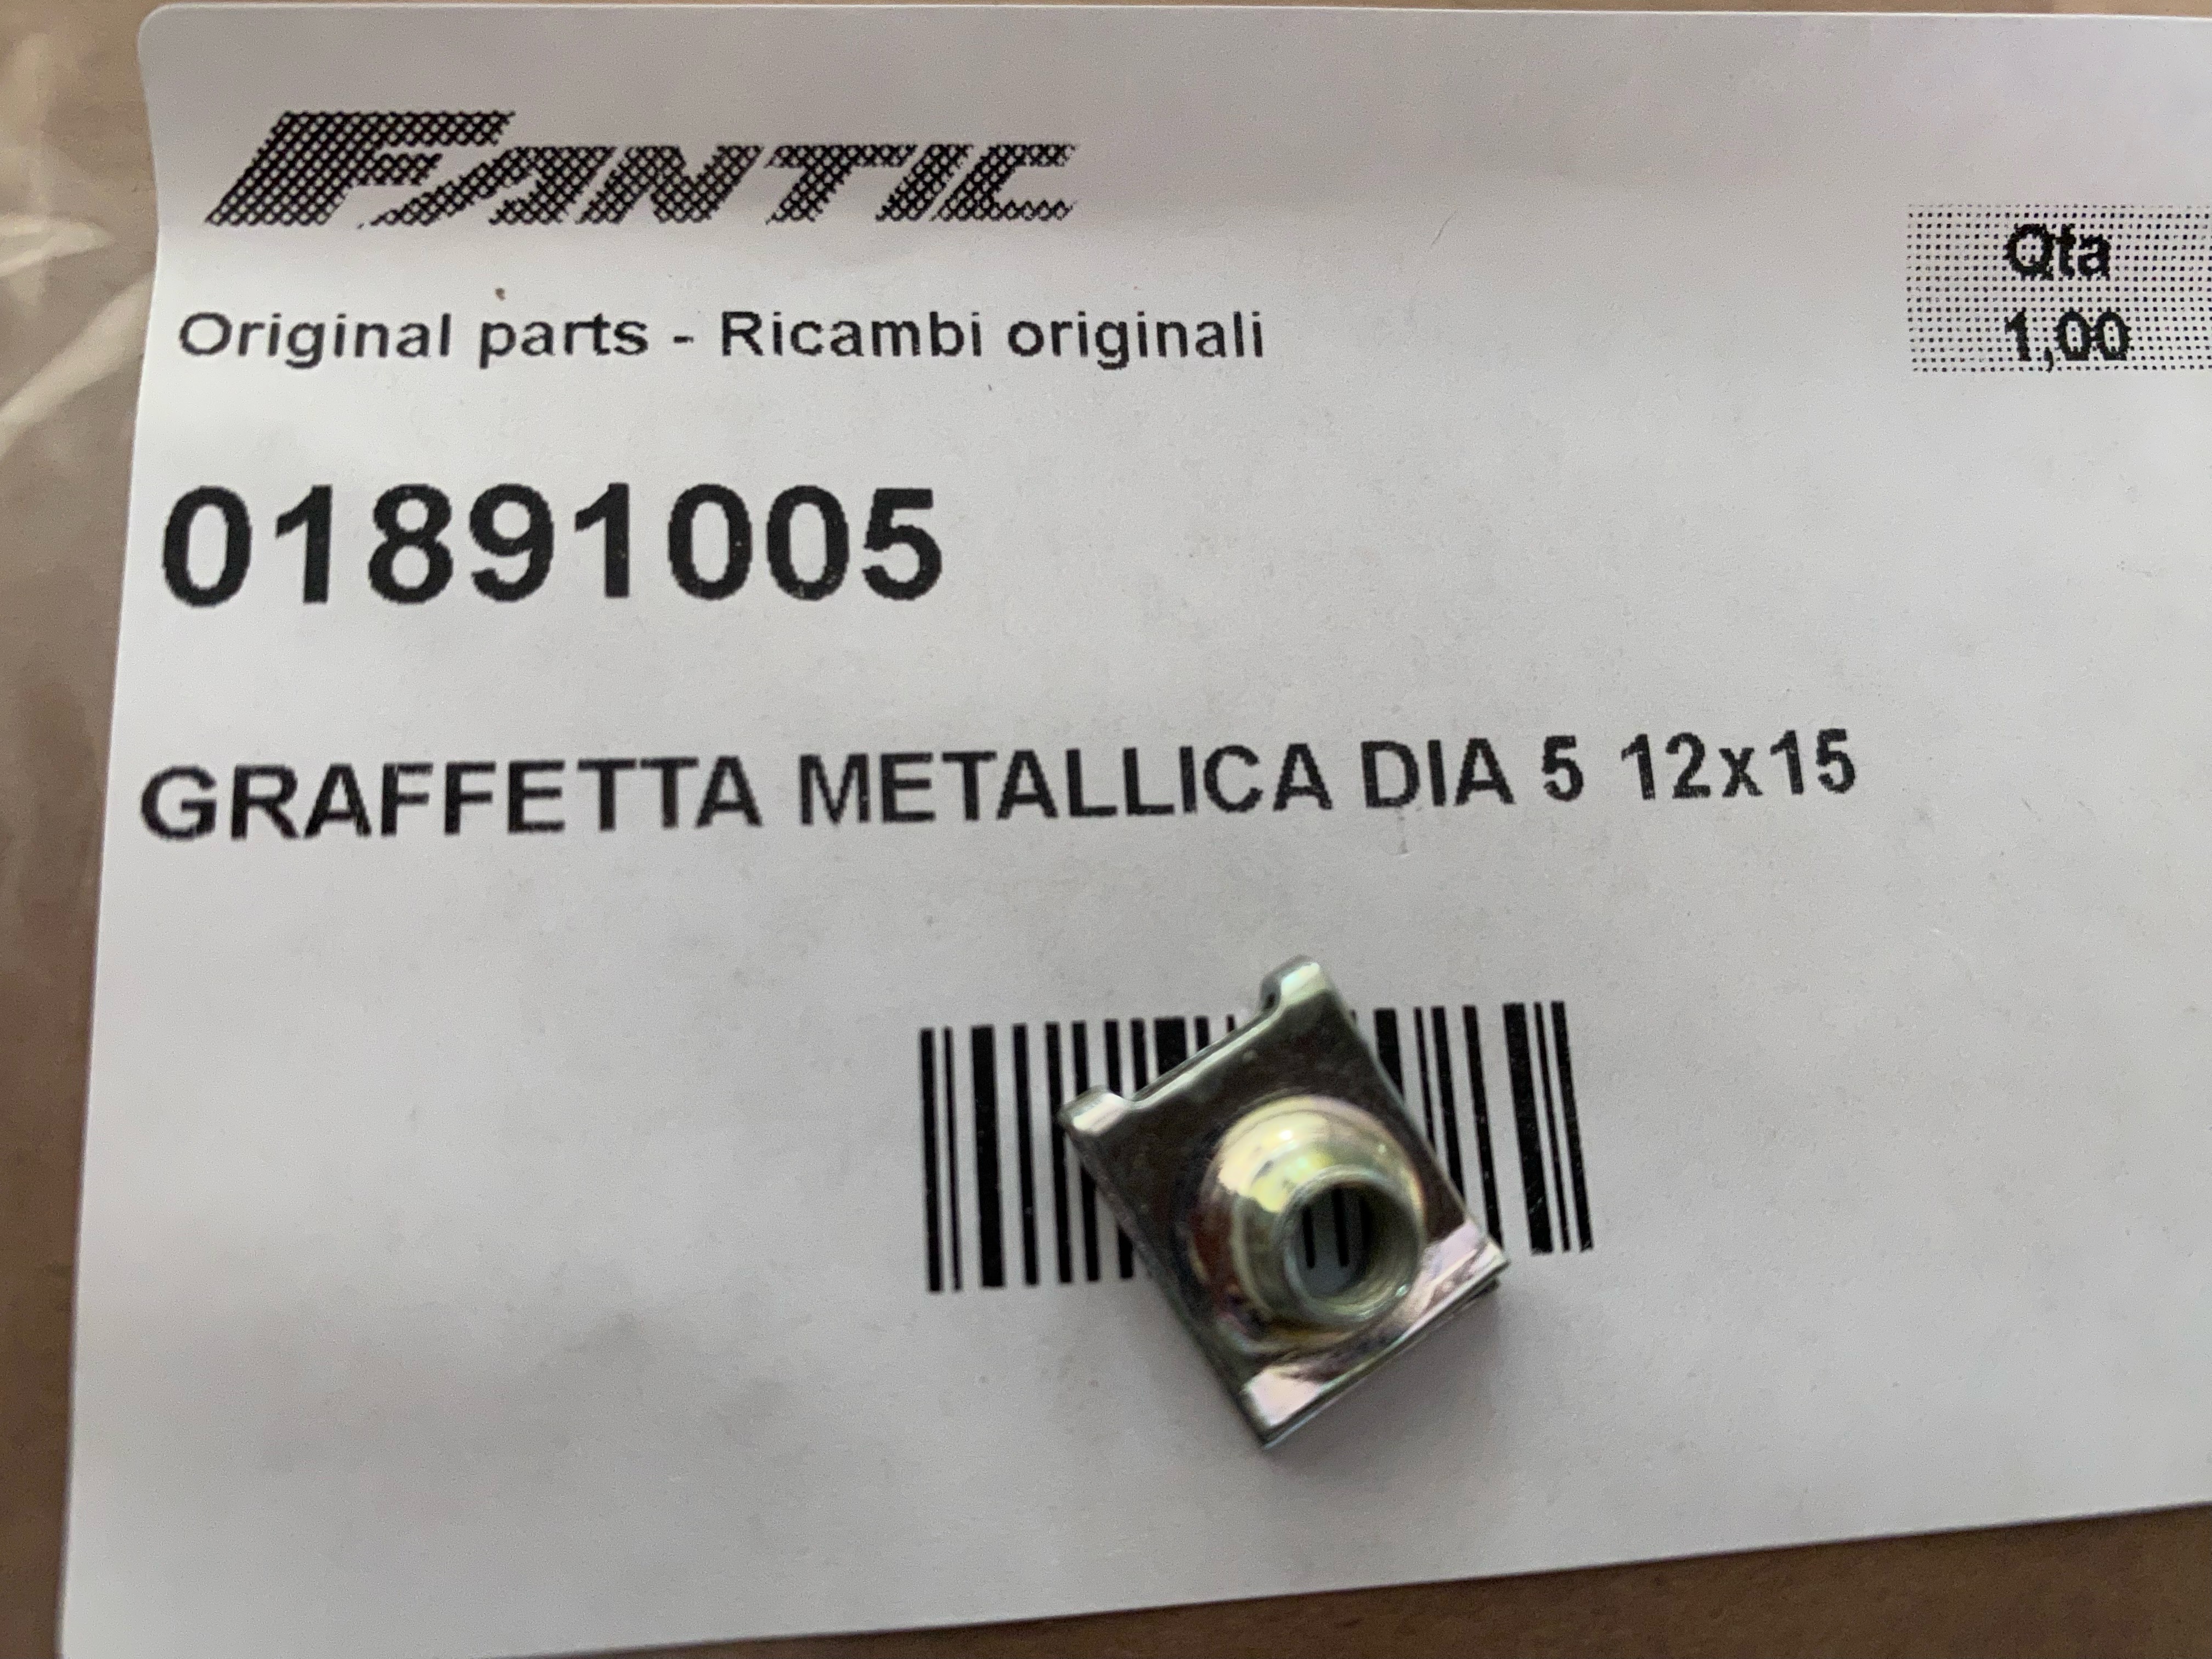 FANTIC
Original parts - Ricambi originali
Qta
1,00
01891005
GRAFFETTA METALLICA DIA 5 12x15